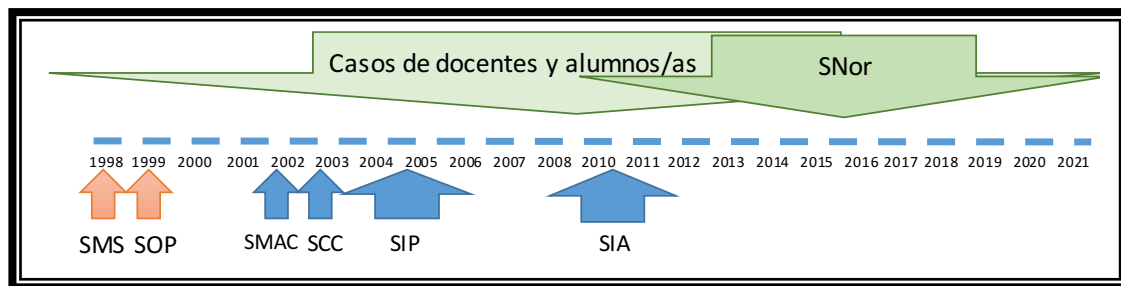 Casos de docentes y alumnos/as
SNor
1998 1999 2000 2001 2002 2003 2004 2005 2006 2007 2008 2010 2011 2012 2013 2014 2015 2016 2017 2018 2019 2020 2021
SMS SOP SMAC SCC SIP SIA